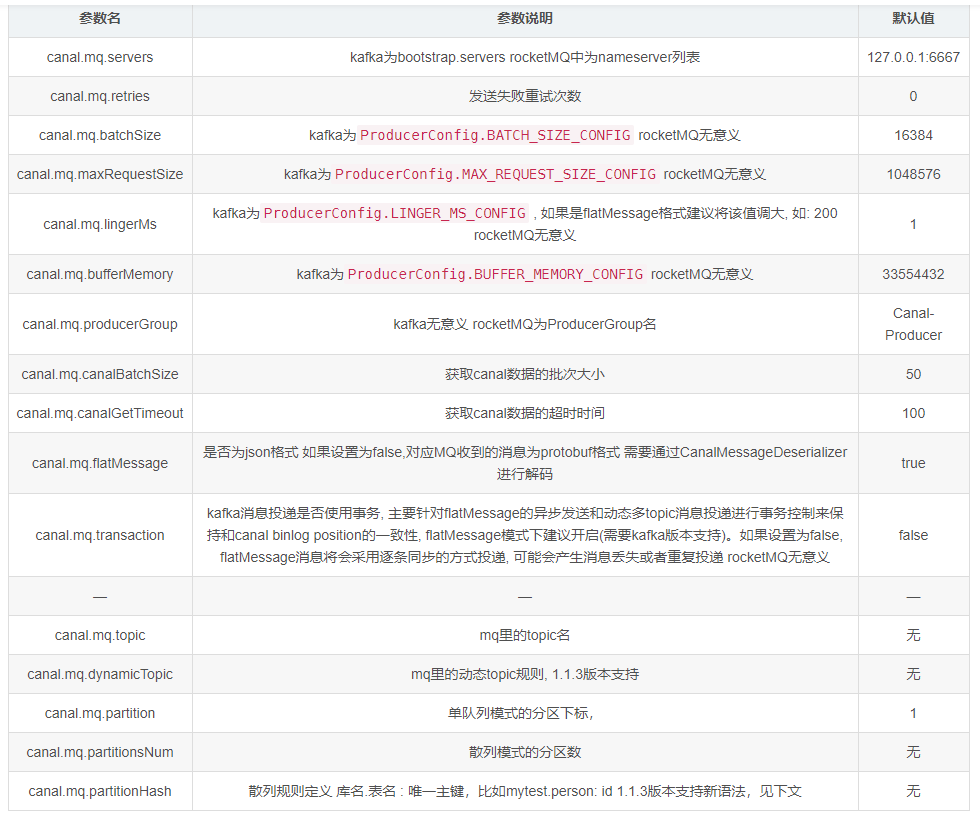 参数名 参数说明 默认值
canal.mq.servers kafka为bootstrap.servers rocketMQ中为nameserver列表 127.0.0.1:6667
canal.mq.retries 发送失败重试次数 0
canal.mq.batchSize kafka为 ProducerConfig.BATCH_SIZE_CONFIG rocketMQ无意义 16384
canal.mq.maxRequestSize kafka为 ProducerConfig.MAX_REQUEST_SIZE_CONFIG rocketMQ无意义 1048576
canal.mq.lingerMs kafka为 ProducerConfig.LINGER_MS_CONFIG , 如果是flatMessage格式建议将该值调大, 如: 200
rocketMQ无意义 1
canal.mq.bufferMemory kafka为 ProducerConfig.BUFFER_MEMORY_CONFIG rocketMQ无意义 33554432
canal.mq.producerGroup kafka无意义 rocketMQ为ProducerGroup名 Canal-
Producer
canal.mq.canalBatchSize 获取canal数据的批次大小 50
canal.mq.canalGetTimeout 获取canal数据的超时时间 100
canal.mq.flatMessage 是否为json格式 如果设置为false,对应MQ收到的消息为protobuf格式 需要通过CanalMessageDeserializer
进行解码 true
canal.mq.transaction kafka消息投递是否使用事务, 主要针对flatMessage的异步发送和动态多topic消息投递进行事务控制来保
持和canal binlog position的一致性, flatMessage模式下建议开启(需要kafka版本支持)。如果设置为false,
flatMessage消息将会采用逐条同步的方式投递, 可能会产生消息丢失或者重复投递 rocketMQ无意义 false
— — —
canal.mq.topic mq里的topic名 无
canal.mq.dynamicTopic mq里的动态topic规则, 1.1.3版本支持 无
canal.mq.partition 单队列模式的分区下标， 1
canal.mq.partitionsNum 散列模式的分区数 无
canal.mq.partitionHash 散列规则定义 库名.表名 : 唯一主键，比如mytest.person: id 1.1.3版本支持新语法，见下文 无